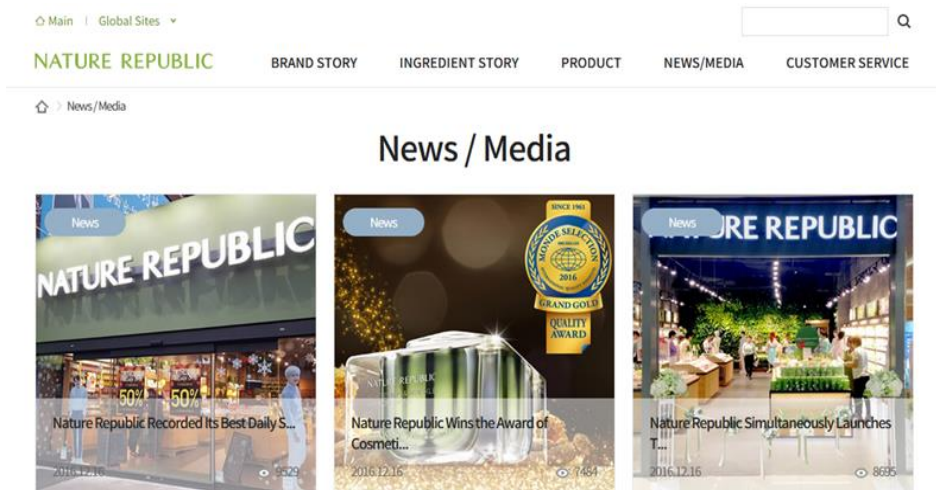 Main | Global Sites
NATURE REPUBLIC
BRAND STORY INGREDIENT STORY PRODUCT NEWS/MEDIA CUSTOMER SERVICE
News / Media
News / Media
News
NATURE REPUBLIC
50% 50%
Nature Republic Recorded Its Best Daily S...
2016.12.16 9529
News
SINCE 1961
MONDE SELECTION
2016
GRAND GOLD
QUALITY
AWARD
NATURE REPUBLIC
Nature Republic Wins the Award of
Cosmeti...
2016.12.16 7484
News
URE REPUBLIC
Nature Republic Simultaneously Launches
T...
2016.12.16 8695